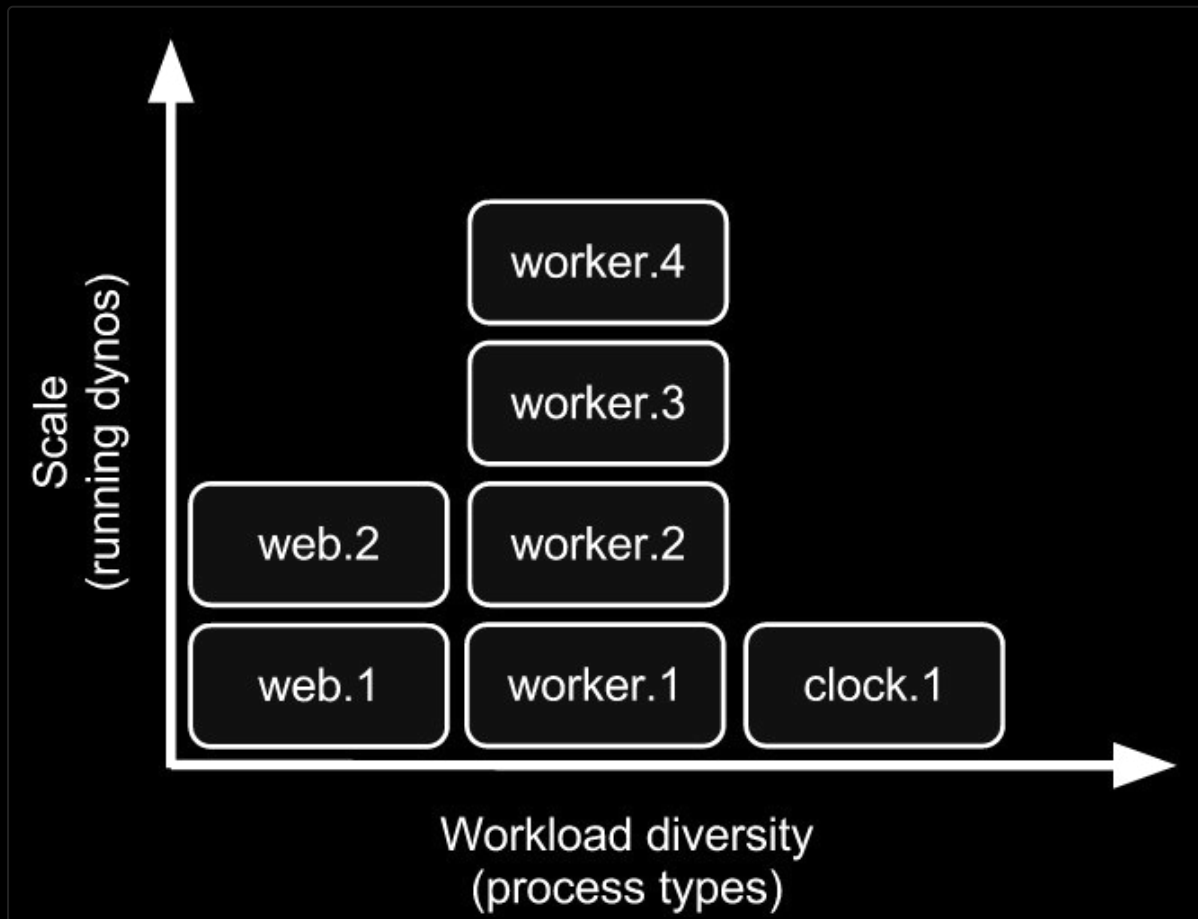 Scale
(running dynos)
worker.4
worker.3
web.2
worker.2
web.1
worker.1
clock.1
Workload diversity
(process types)